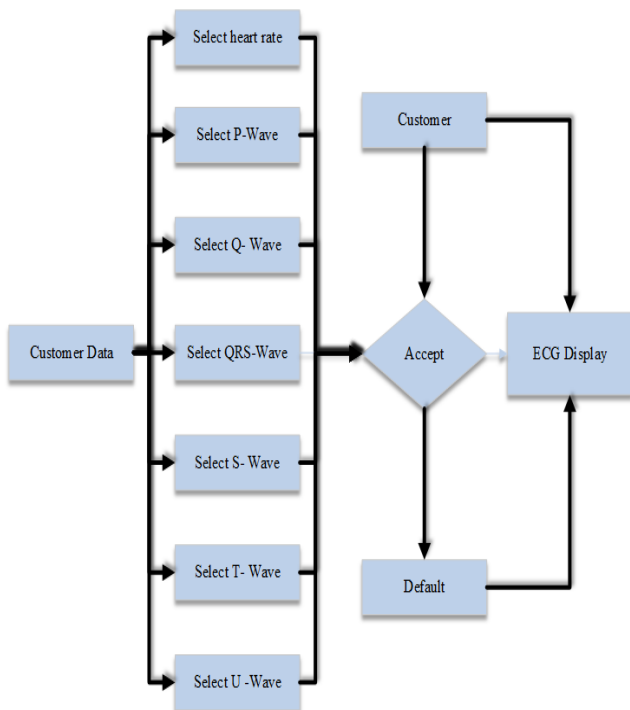 Select heart rate
Select P-Wave
Customer
Select Q- Wave
Customer Data
Select QRS-Wave
Accept
ECG Display
Select S- Wave
Select T- Wave
Default
Select U -Wave